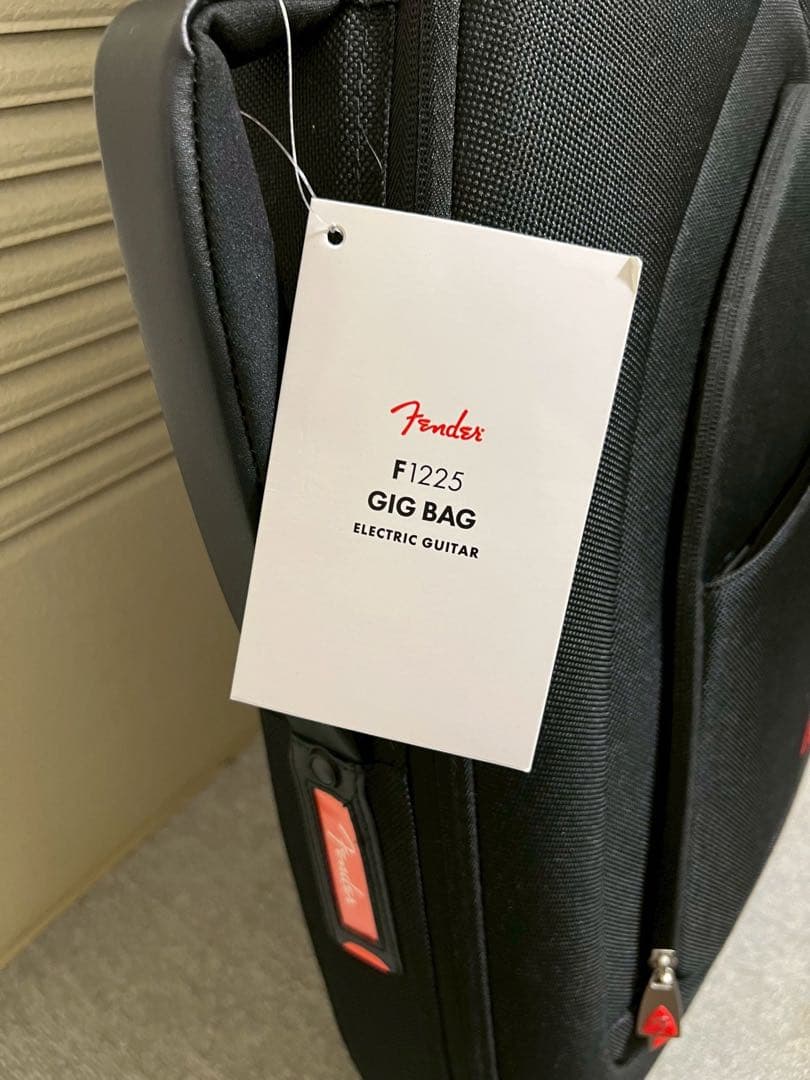 Fender
F1225
GIG BAG
ELECTRIC GUITAR
Fender